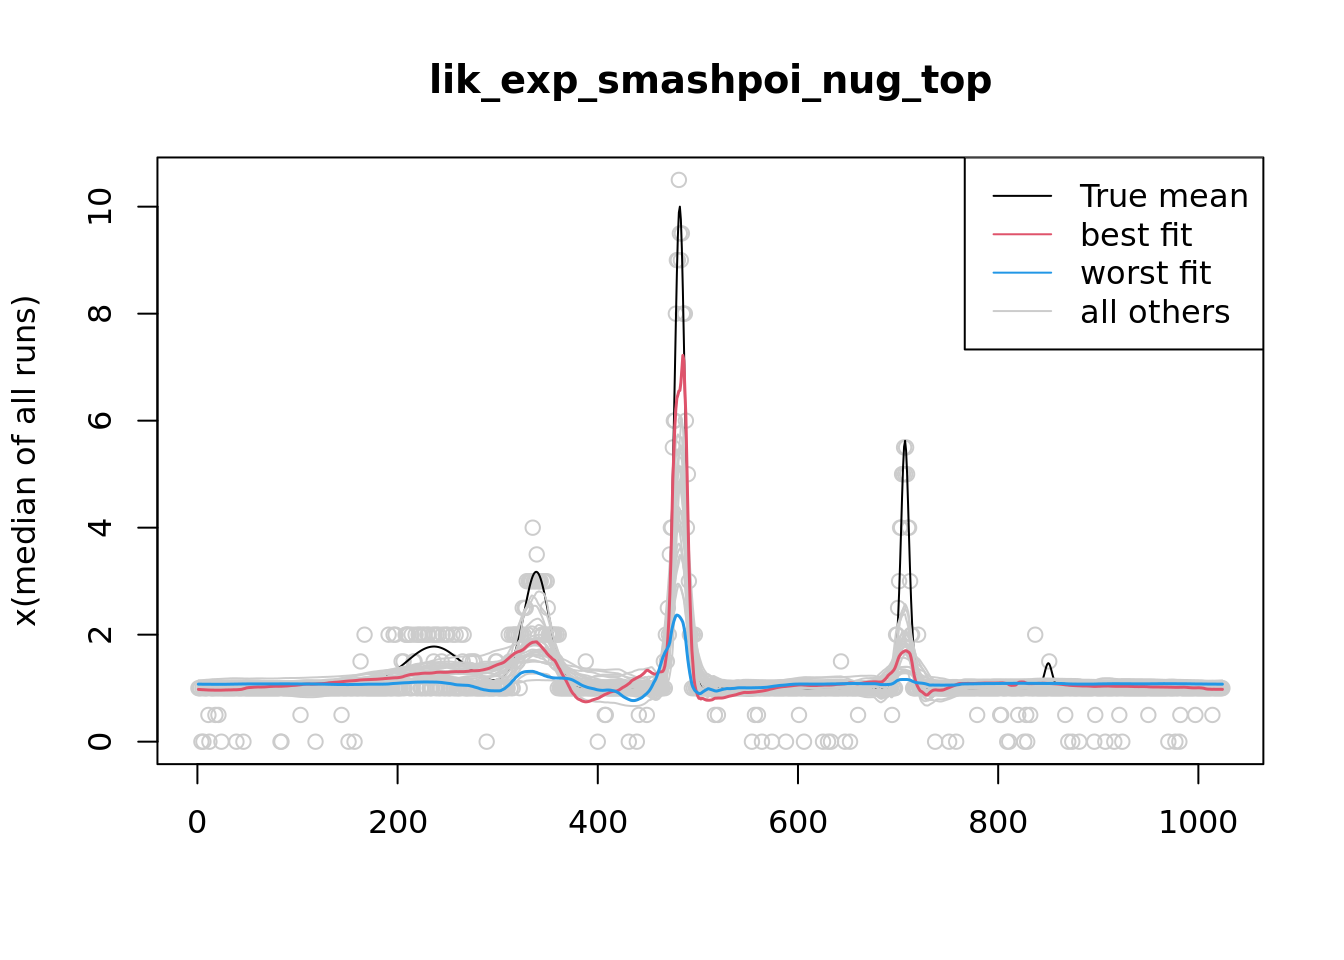 lik_exp_smashpoi_nug_top
True mean
best fit
worst fit
all others
x(median of all runs)
10
8
6
4
2
0
0 200 400 600 800 1000